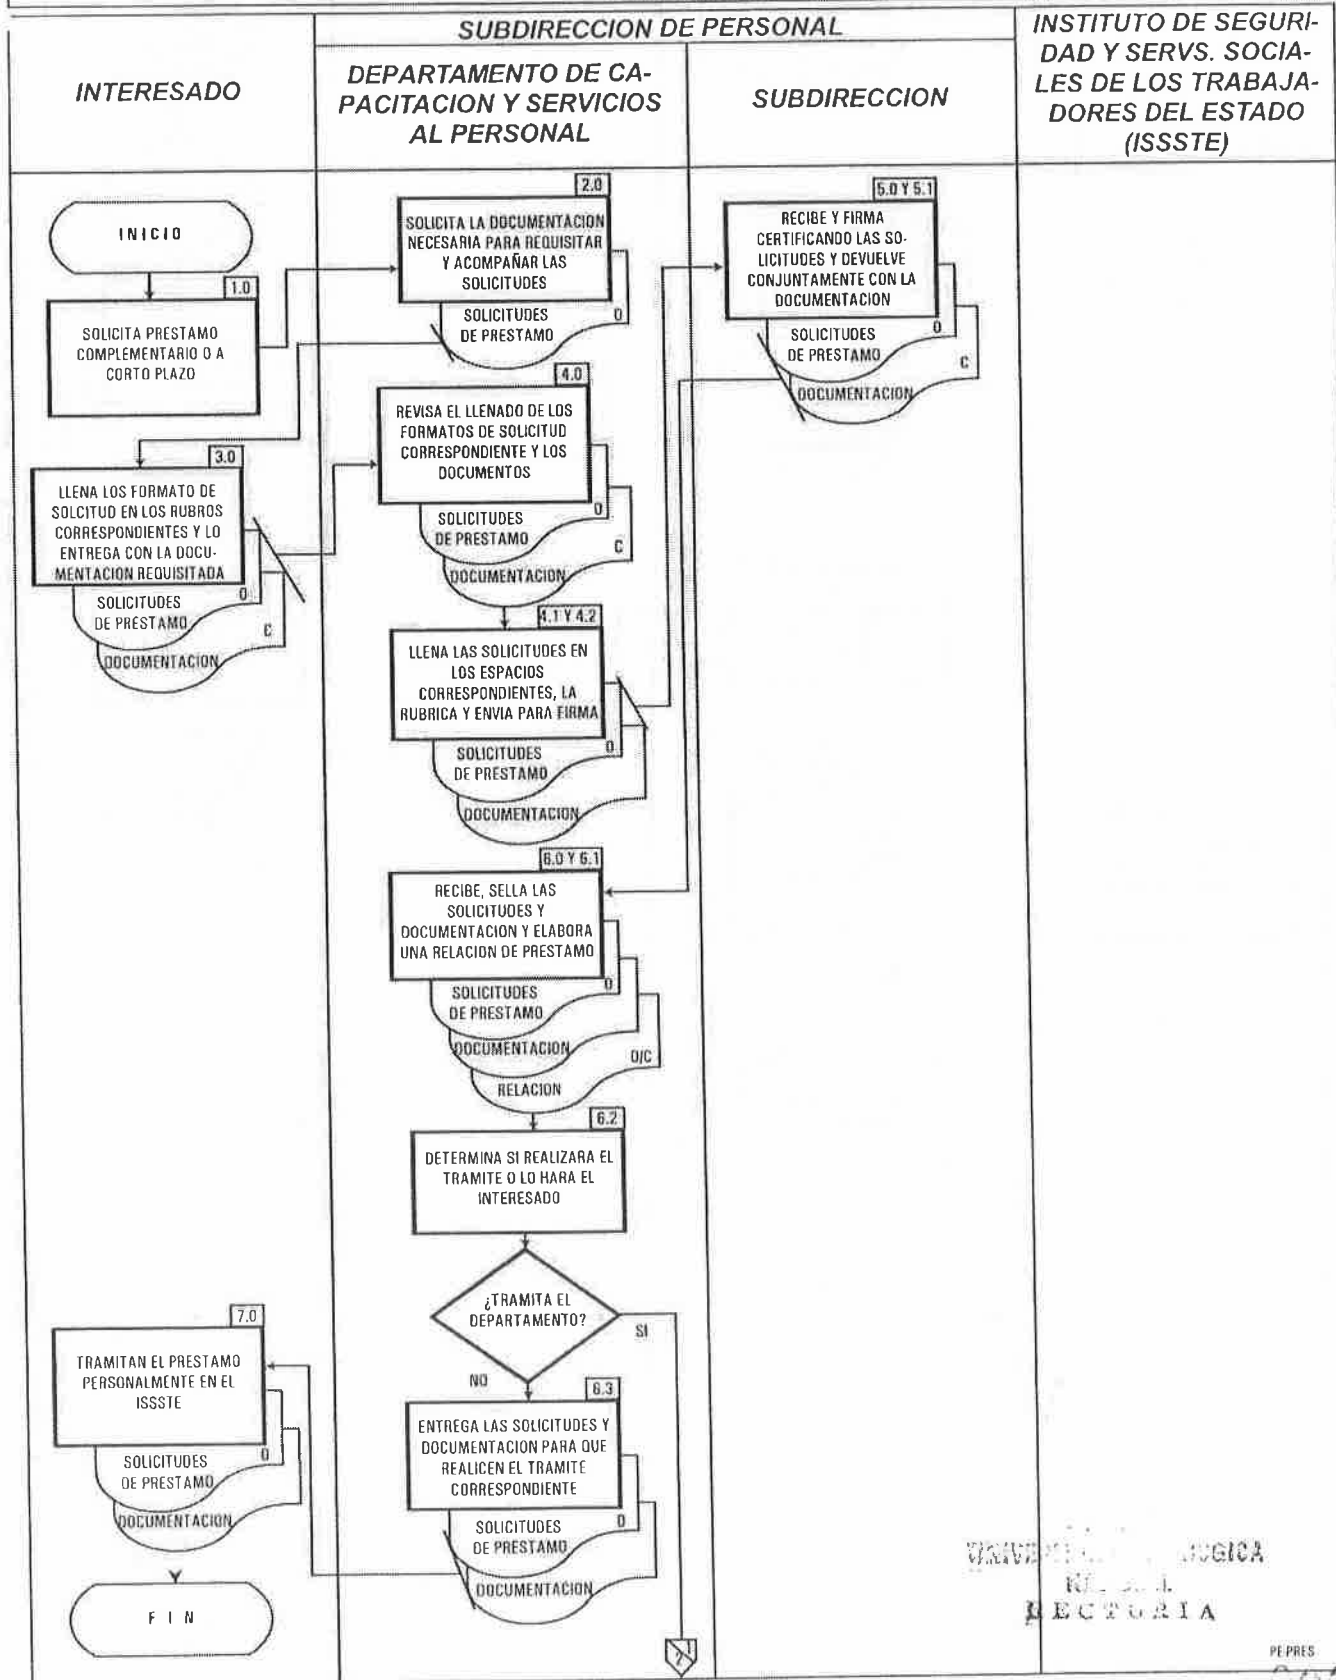 SUBDIRECCION DE PERSONAL
INTERESADO
DEPARTAMENTO DE CA-
PACITACION Y SERVICIOS
AL PERSONAL
SUBDIRECCION
INSTITUTO DE SEGURI-
DAD Y SERVS. SOCIA-
LES DE LOS TRABAJA-
DORES DEL ESTADO
(ISSSTE)
INICIO
1.0
SOLICITA PRESTAMO
COMPLEMENTARIO O A
CORTO PLAZO
2.0
SOLICITA LA DOCUMENTACION
NECESARIA PARA REQUISITAR
Y ACOMPAÑAR LAS
SOLICITUDES
O
SOLICITUDES
DE PRESTAMO
3.0
LLENA LOS FORMATO DE
SOLCITUD EN LOS RUBROS
CORRESPONDIENTES Y LO
ENTREGA CON LA DOCU-
MENTACION REQUISITADA
O
SOLICITUDES
DE PRESTAMO
C
DOCUMENTACION
4.0
REVISA EL LLENADO DE LOS
FORMATOS DE SOLICITUD
CORRESPONDIENTE Y LOS
DOCUMENTOS
O
SOLICITUDES
DE PRESTAMO
C
DOCUMENTACION
4.1 Y 4.2
LLENA LAS SOLICITUDES EN
LOS ESPACIOS
CORRESPONDIENTES, LA
RUBRICA Y ENVIA PARA FIRMA
O
SOLICITUDES
DE PRESTAMO
DOCUMENTACION
5.0 Y 5.1
RECIBE Y FIRMA
CERTIFICANDO LAS SO-
LICITUDES Y DEVUELVE
CONJUNTAMENTE CON LA
DOCUMENTACION
O
SOLICITUDES
DE PRESTAMO
C
DOCUMENTACION
6.0 Y 6.1
RECIBE, SELLA LAS
SOLICITUDES Y
DOCUMENTACION Y ELABORA
UNA RELACION DE PRESTAMO
O
SOLICITUDES
DE PRESTAMO
DOCUMENTACION
O/C
RELACION
6.2
DETERMINA SI REALIZARA EL
TRAMITE O LO HARA EL
INTERESADO
¿TRAMITA EL
DEPARTAMENTO?
SI
NO
6.3
ENTREGA LAS SOLICITUDES Y
DOCUMENTACION PARA QUE
REALICEN EL TRAMITE
CORRESPONDIENTE
O
SOLICITUDES
DE PRESTAMO
DOCUMENTACION
7.0
TRAMITAN EL PRESTAMO
PERSONALMENTE EN EL
ISSSTE
O
SOLICITUDES
DE PRESTAMO
DOCUMENTACION
F I N
1
2
RECTORIA
PE-PRES